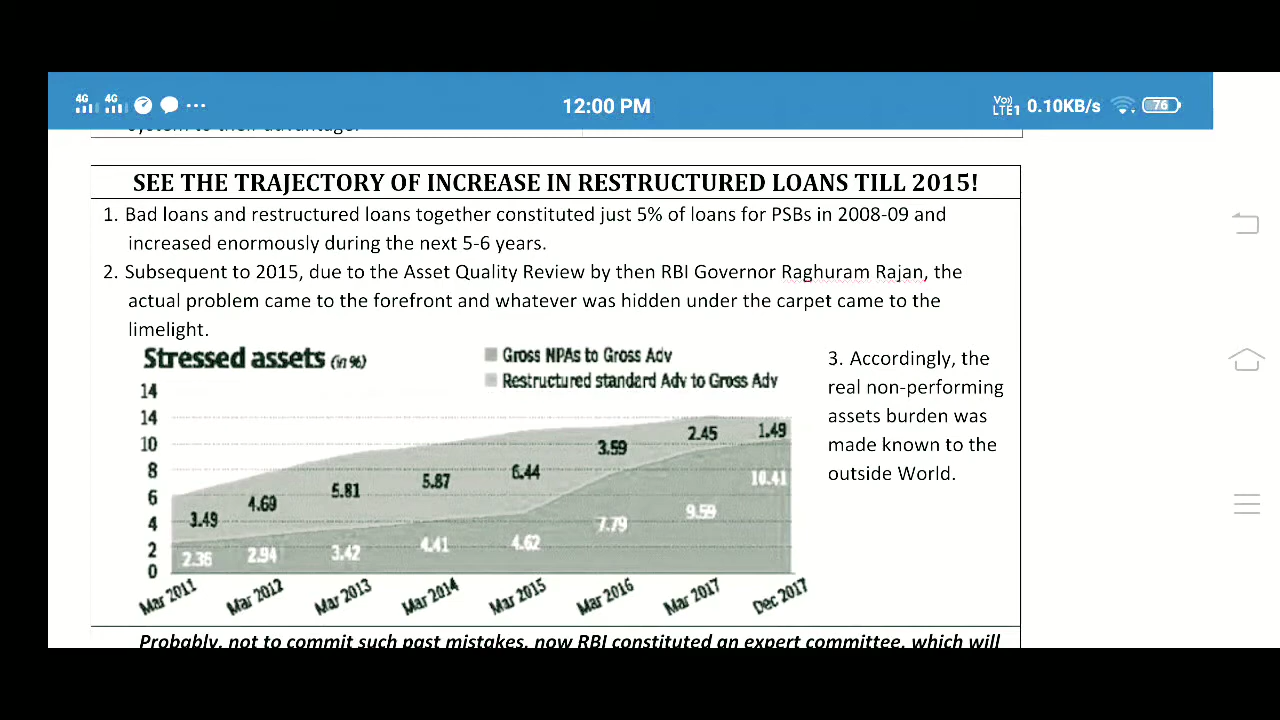 4G 4G ... 12:00 PM Vo) LTE1 0.10KB/s 76
system to their advantage.
SEE THE TRAJECTORY OF INCREASE IN RESTRUCTURED LOANS TILL 2015!
1. Bad loans and restructured loans together constituted just 5% of loans for PSBs in 2008-09 and
increased enormously during the next 5-6 years.
2. Subsequent to 2015, due to the Asset Quality Review by then RBI Governor Raghuram Rajan, the
actual problem came to the forefront and whatever was hidden under the carpet came to the
limelight.
Stressed assets (in %)
Gross NPAs to Gross Adv
Restructured standard Adv to Gross Adv
14
14
10
8
6
4
2
0
3.49 4.69 5.81 5.87 6.44 3.59 2.45 1.49
2.36 2.94 3.42 4.41 4.62 7.79 9.59 10.41
Mar 2011 Mar 2012 Mar 2013 Mar 2014 Mar 2015 Mar 2016 Mar 2017 Dec 2017
3. Accordingly, the
real non-performing
assets burden was
made known to the
outside World.
Probably, not to commit such past mistakes, now RBI constituted an expert committee, which will